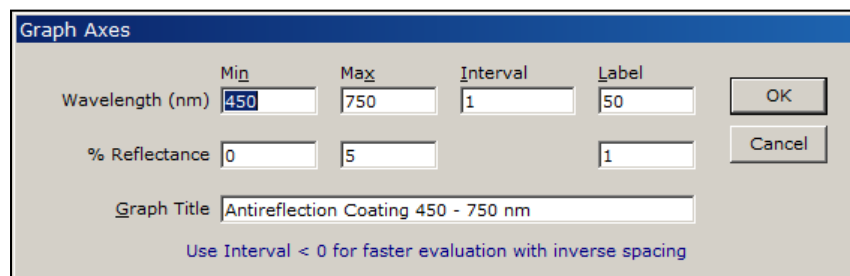 Graph Axes
Min Max Interval Label
Wavelength (nm) 450 750 1 50 OK
% Reflectance 0 5 1 Cancel
Graph Title Antireflection Coating 450 - 750 nm
Use Interval < 0 for faster evaluation with inverse spacing